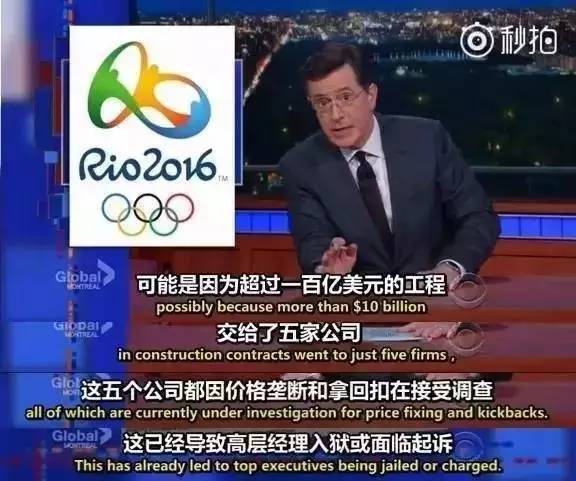 秒拍
Rio2016™
Global
MONTREAL
可能是因为超过一百亿美元的工程
possibly because more than $10 billion
Global
MONTREAL
交给了五家公司
in construction contracts went to just five firms ,
这五个公司都因价格垄断和拿回扣在接受调查
all of which are currently under investigation for price fixing and kickbacks.
Global
MONTREAL
这已经导致高层经理入狱或面临起诉
This has already led to top executives being jailed or charged.